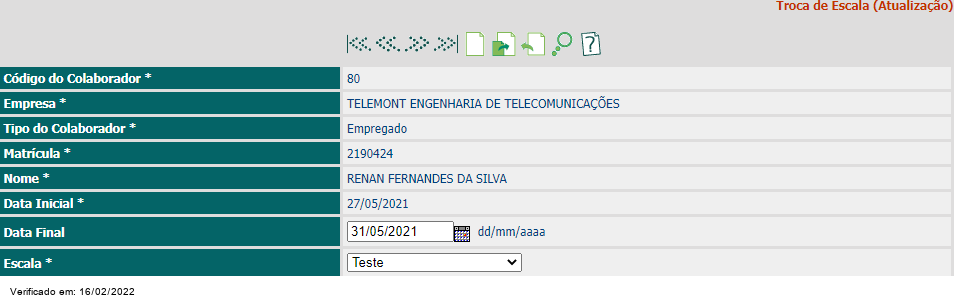 Troca de Escala (Atualização)
Código do Colaborador * 80
Empresa * TELEMONT ENGENHARIA DE TELECOMUNICAÇÕES
Tipo do Colaborador * Empregado
Matrícula * 2190424
Nome * RENAN FERNANDES DA SILVA
Data Inicial * 27/05/2021
Data Final 31/05/2021 dd/mm/aaaa
Escala * Teste
Verificado em: 16/02/2022